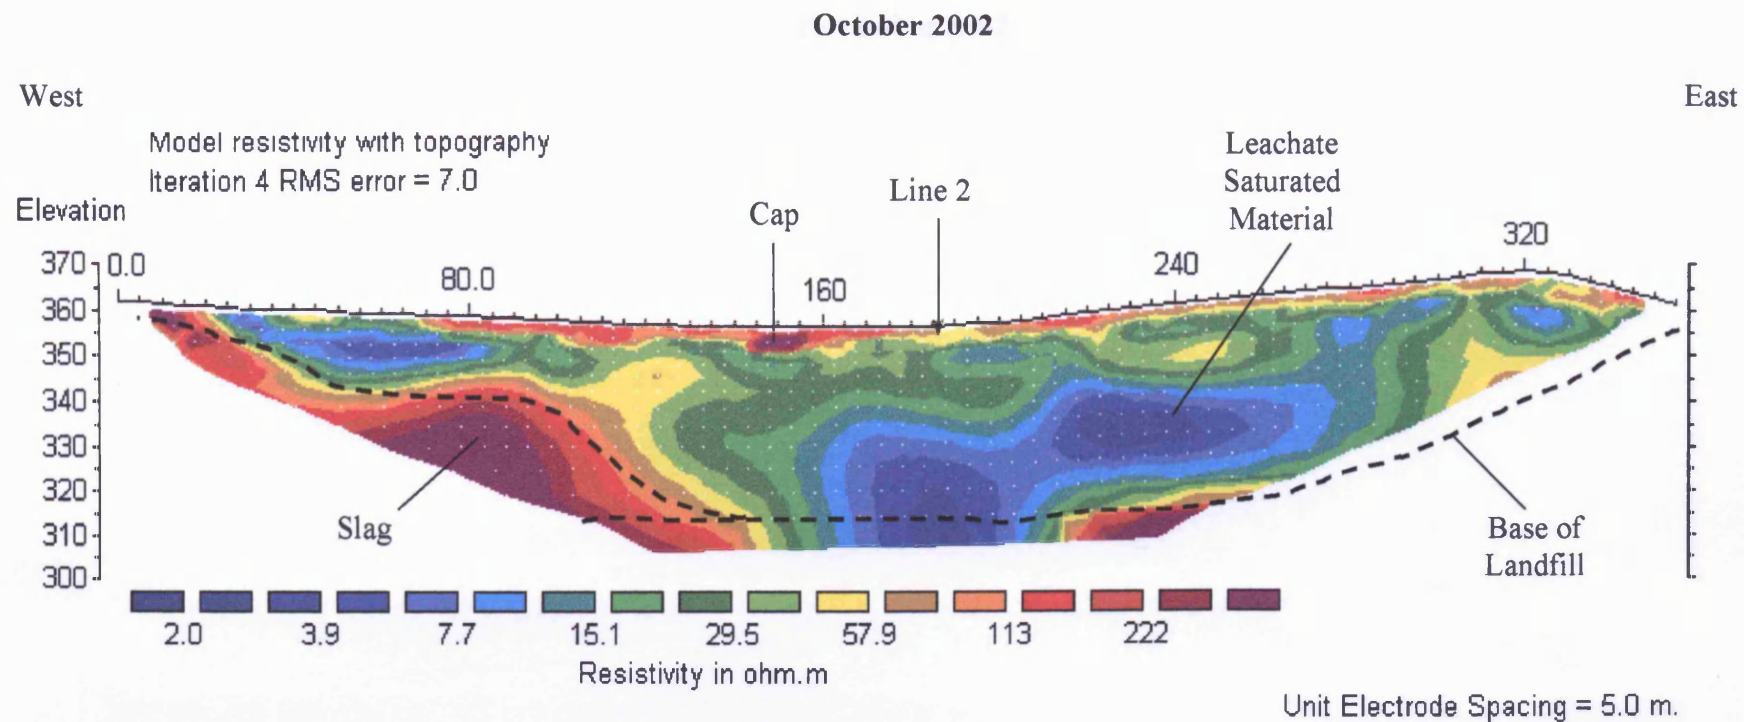 October 2002
West
East
Model resistivity with topography
Iteration 4 RMS error = 7.0
Elevation
Cap
Line 2
Leachate
Saturated
Material
0.0
80.0
160
240
320
370
360
350
340
330
320
310
300
Slag
Base of
Landfill
2.0 3.9 7.7 15.1 29.5 57.9 113 222
Resistivity in ohm.m
Unit Electrode Spacing = 5.0 m.